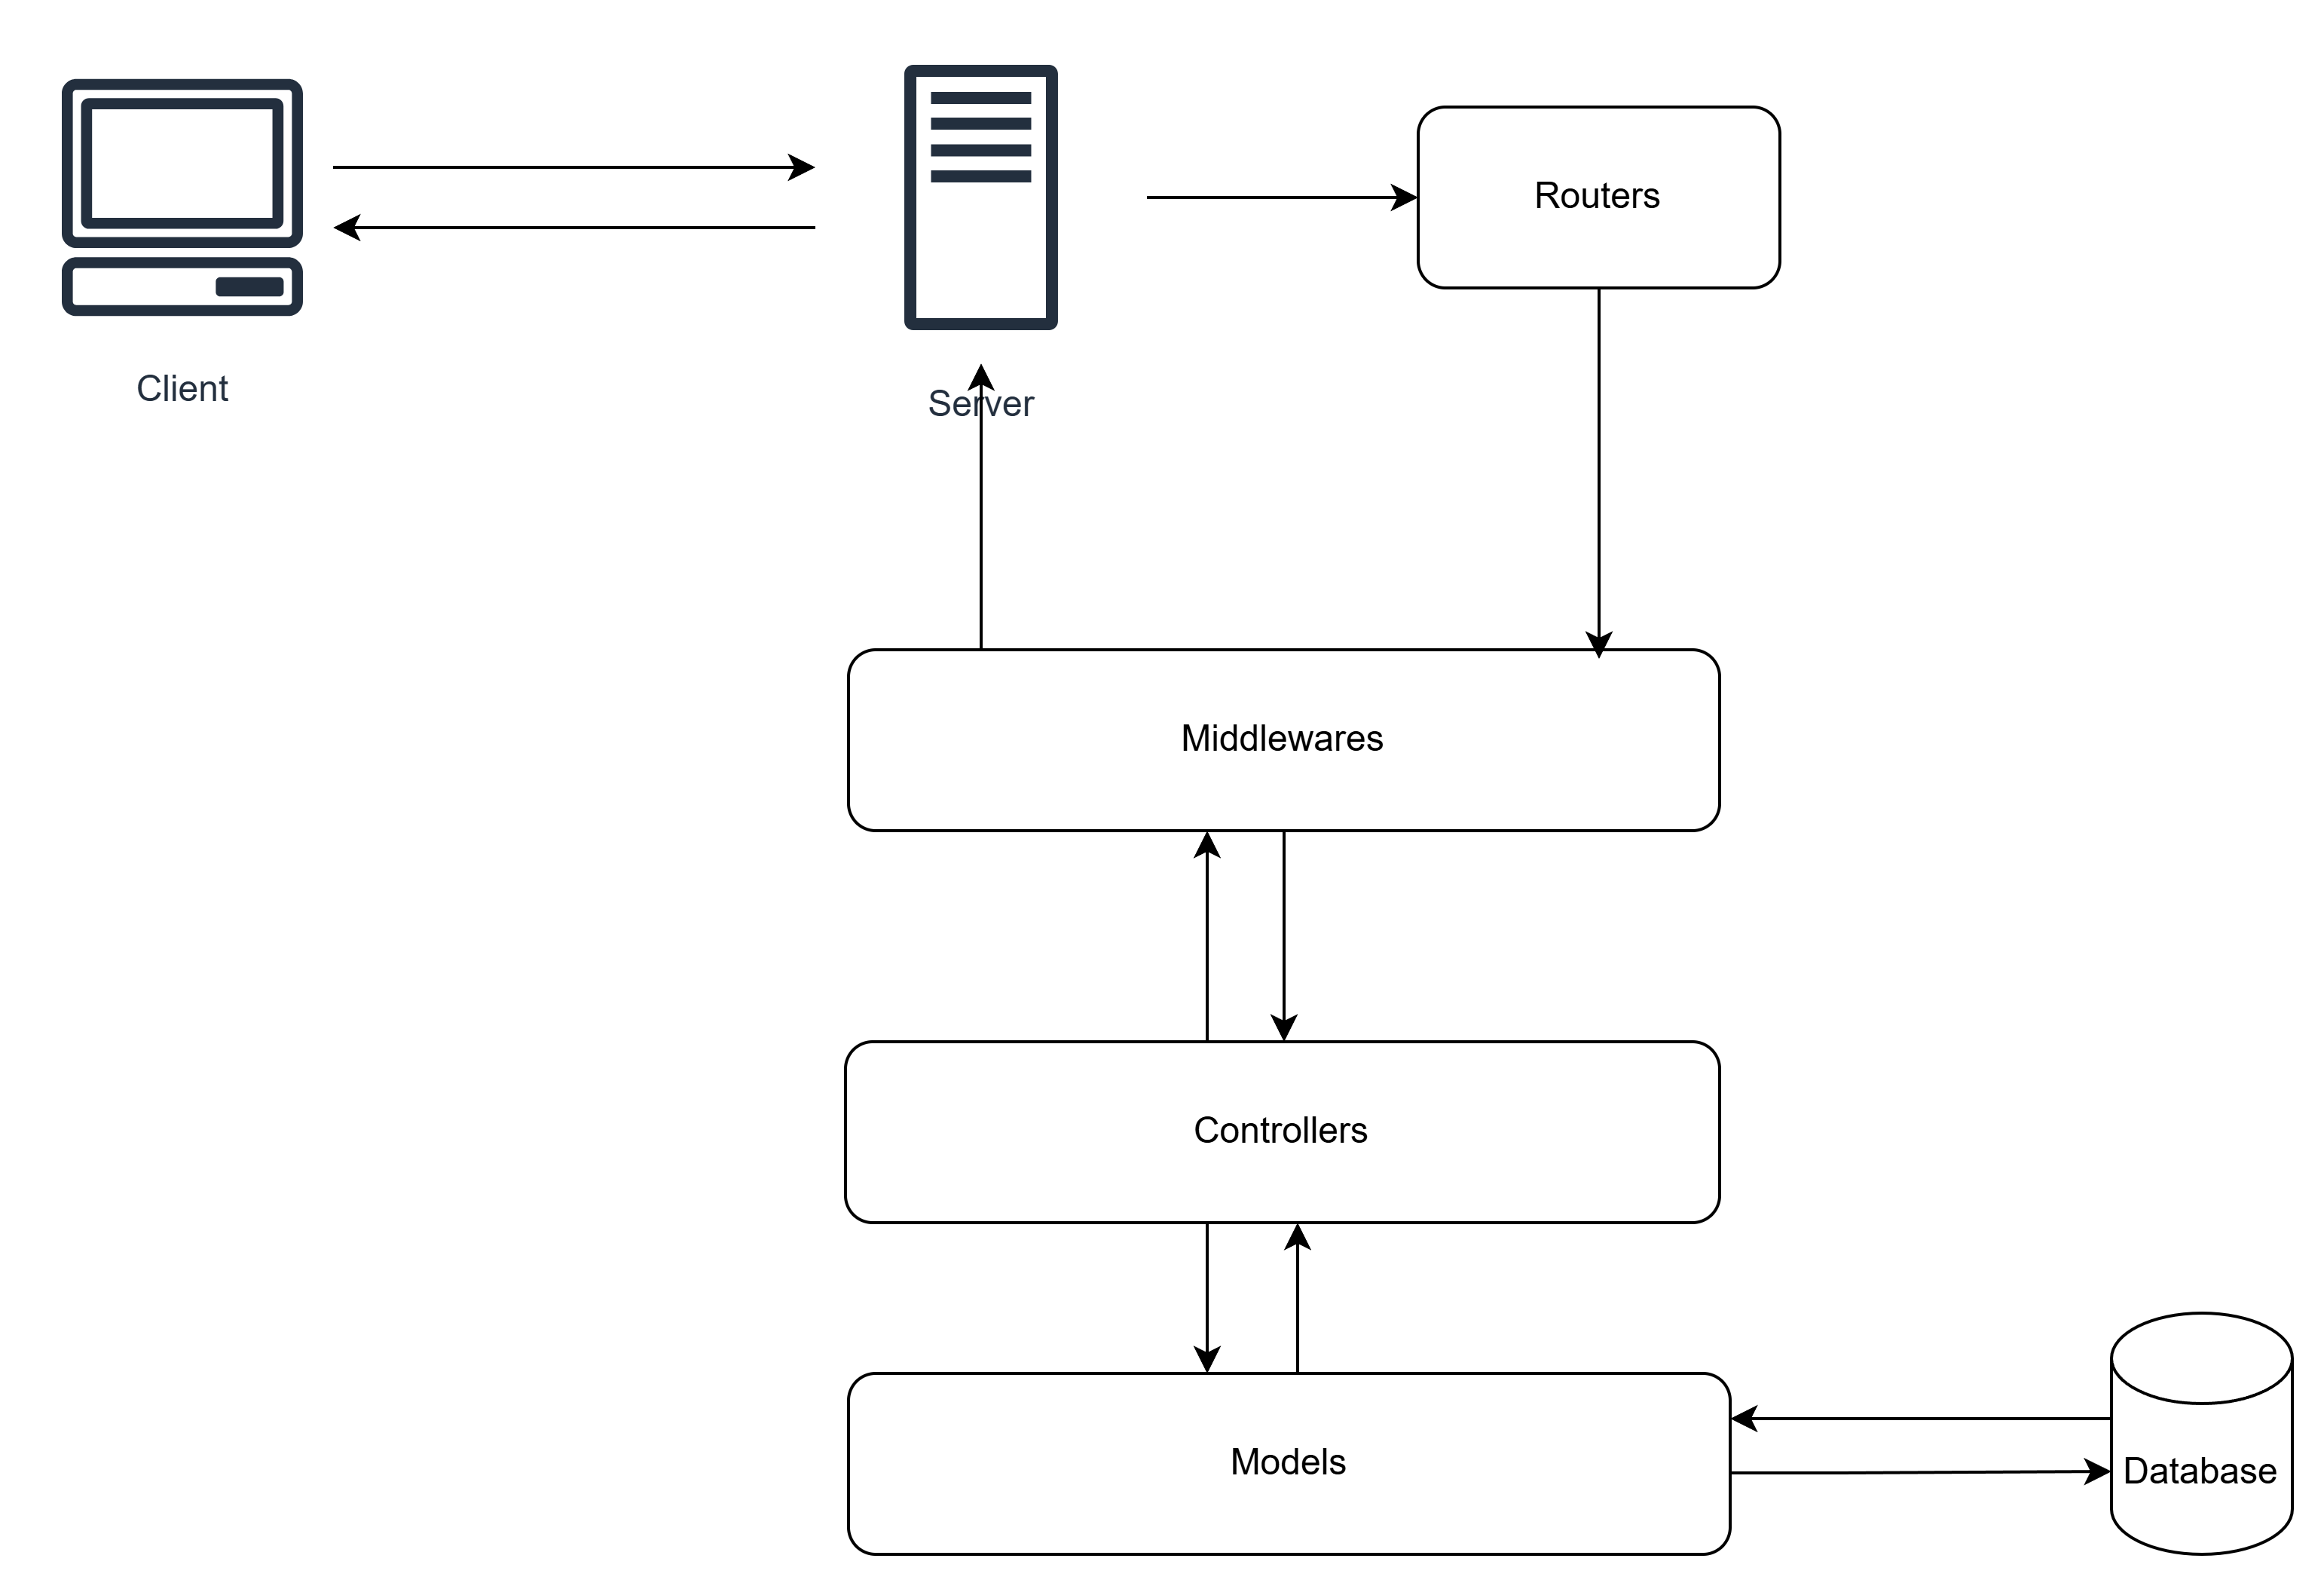 Client
Server
Routers
Middlewares
Controllers
Models
Database